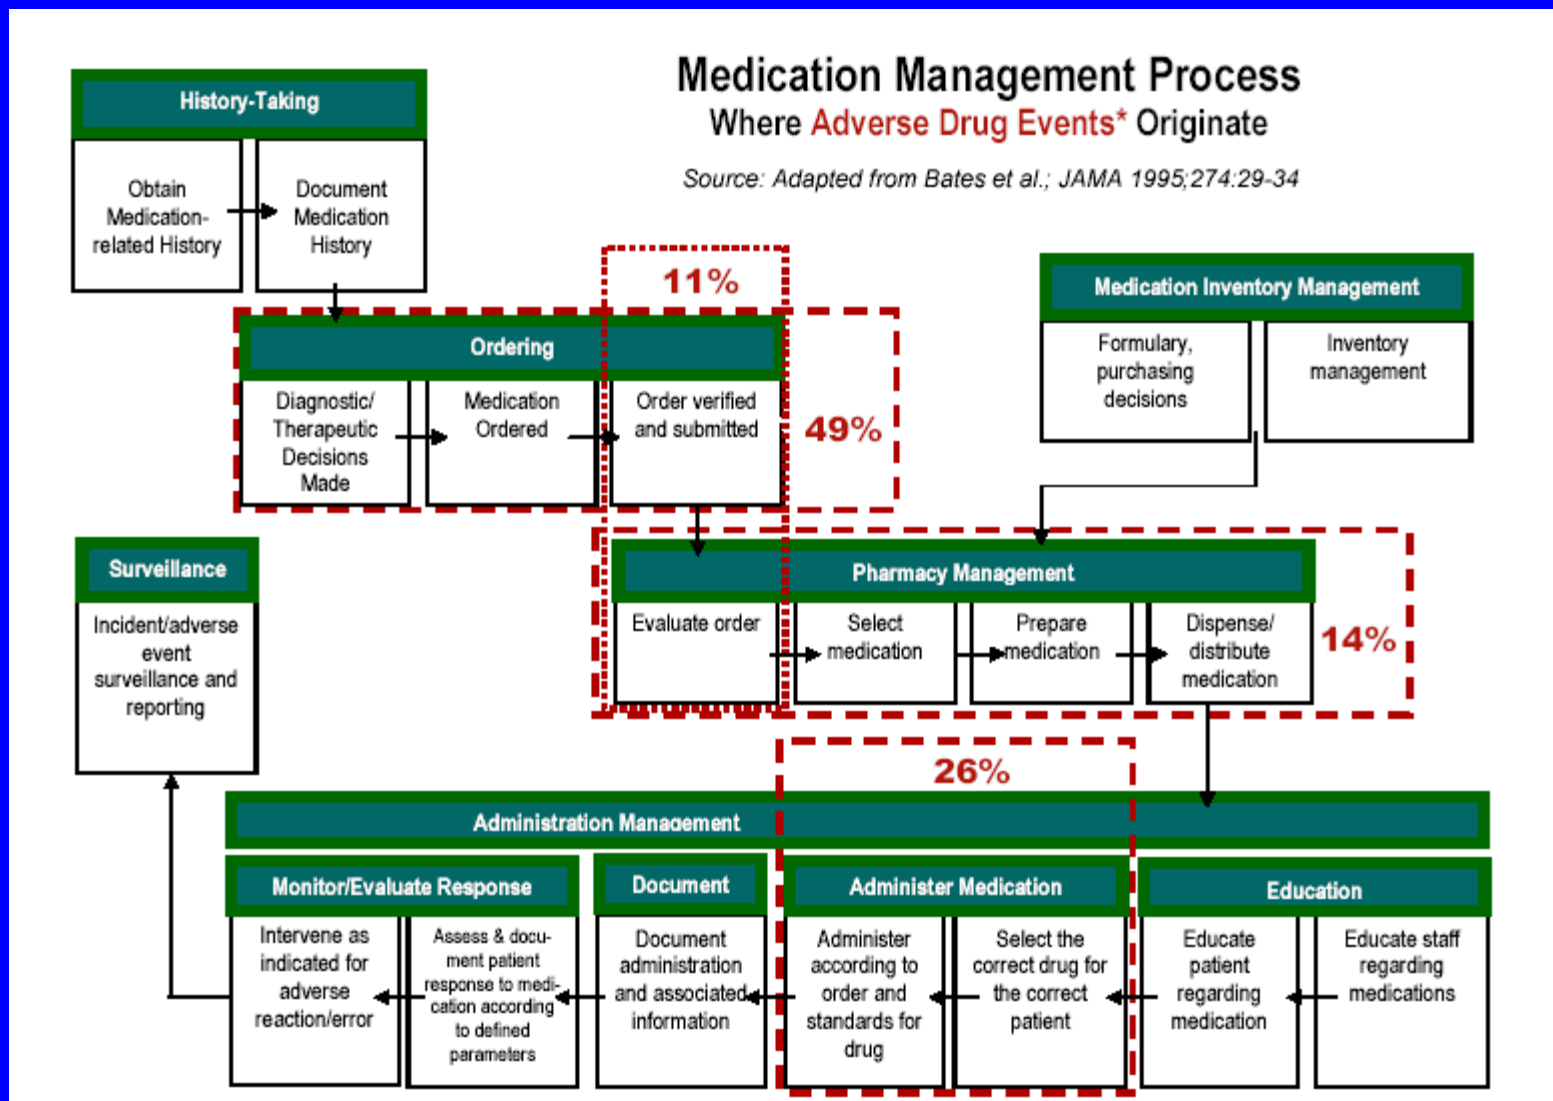 Medication Management Process
Where Adverse Drug Events* Originate
Source: Adapted from Bates et al.; JAMA 1995;274:29-34
History-Taking
Obtain
Medication-
related History
Document
Medication
History
11%
Ordering
Diagnostic/
Therapeutic
Decisions
Made
Medication
Ordered
Order verified
and submitted
49%
Medication Inventory Management
Formulary,
purchasing
decisions
Inventory
management
Pharmacy Management
Evaluate order
Select
medication
Prepare
medication
Dispense/
distribute
medication
14%
Surveillance
Incident/adverse
event
surveillance and
reporting
26%
Administration Management
Monitor/Evaluate Response
Intervene as
indicated for
adverse
reaction/error
Assess & docu-
ment patient
response to medi-
cation according
to defined
parameters
Document
Document
administration
and associated
information
Administer Medication
Administer
according to
order and
standards for
drug
Select the
correct drug for
the correct
patient
Education
Educate
patient
regarding
medication
Educate staff
regarding
medications